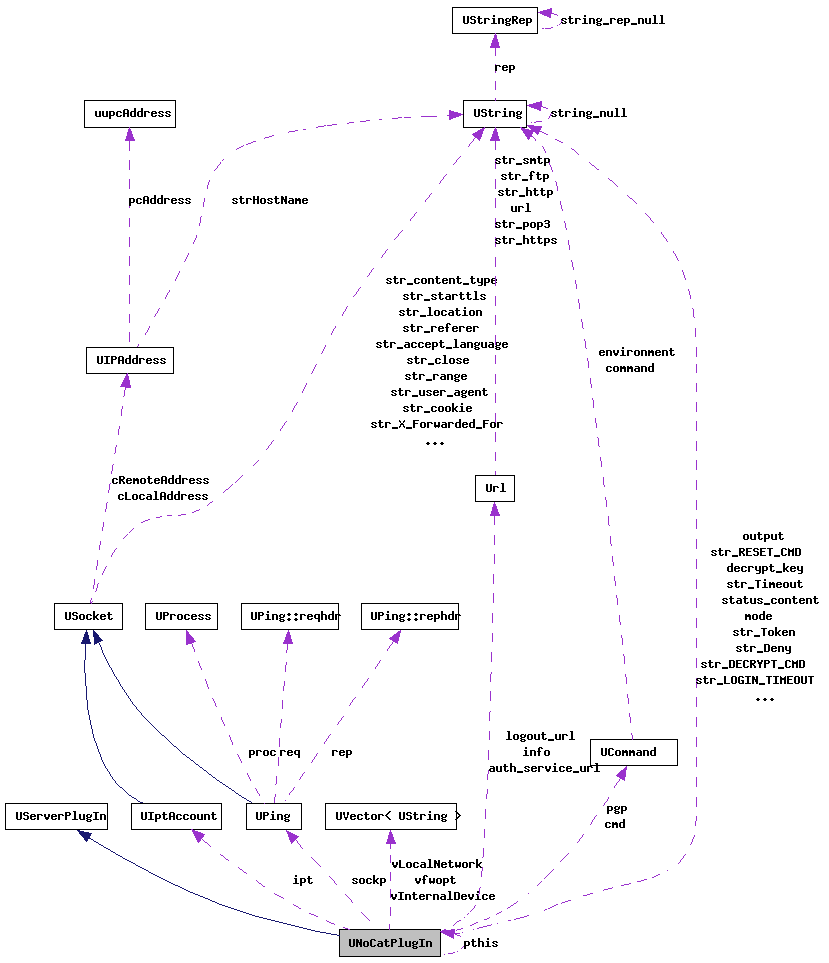 UStringRep
string_rep_null
rep
uupcAddress
UString
string_null
str_smtp
str_ftp
str_http
url
str_pop3
str_https
pcAddress
strHostName
str_content_type
str_starttls
str_location
str_referer
str_accept_language
str_close
str_range
str_user_agent
str_cookie
str_X_Forwarded_For
...
UIPAddress
environment
command
cRemoteAddress
cLocalAddress
Url
output
str_RESET_CMD
decrypt_key
str_Timeout
status_content
mode
str_Token
str_Deny
str_DECRYPT_CMD
str_LOGIN_TIMEOUT
...
USocket
UProcess
UPing::reqhdr
UPing::rephdr
proc
req
rep
logout_url
info
auth_service_url
UCommand
UServerPlugIn
UIptAccount
UPing
UVector< UString >
pgp
cmd
ipt
sockp
vLocalNetwork
vfwopt
vInternalDevice
UNoCatPlugIn
pthis